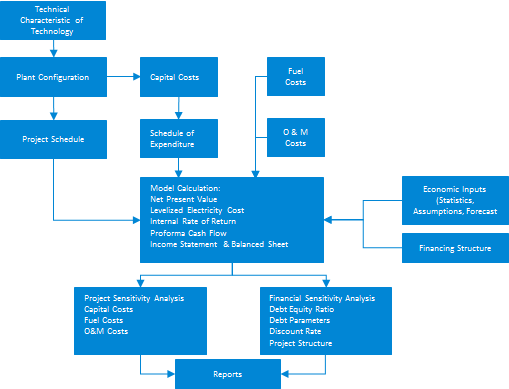 Technical
Characteristic of
Technology
Plant Configuration
Capital Costs
Fuel
Costs
Project Schedule
Schedule of
Expenditure
O & M
Costs
Model Calculation:
Net Present Value
Levelized Electricity Cost
Internal Rate of Return
Proforma Cash Flow
Income Statement & Balanced Sheet
Economic Inputs
(Statistics,
Assumptions, Forecast
Financing Structure
Project Sensitivity Analysis
Capital Costs
Fuel Costs
O&M Costs
Financial Sensitivity Analysis
Debt Equity Ratio
Debt Parameters
Discount Rate
Project Structure
Reports